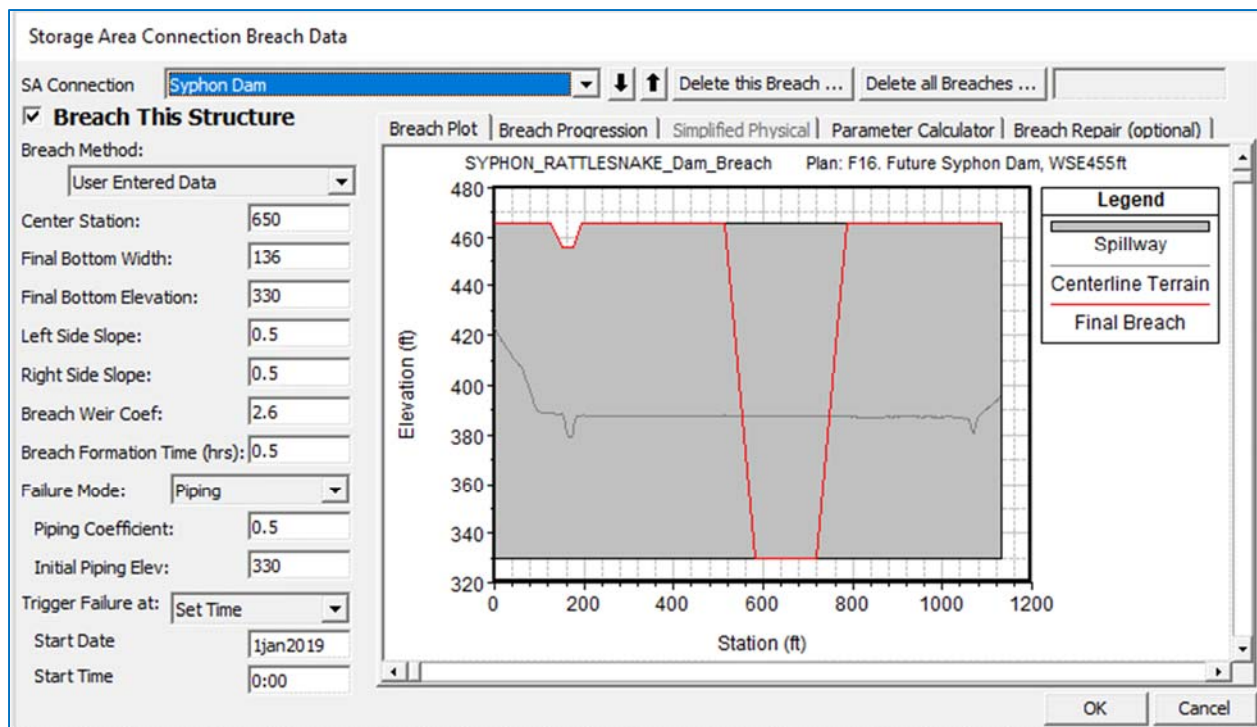 Storage Area Connection Breach Data
SA Connection Syphon Dam Delete this Breach ... Delete all Breaches ...
Breach This Structure
Breach Method:
User Entered Data
Center Station: 650
Final Bottom Width: 136
Final Bottom Elevation: 330
Left Side Slope: 0.5
Right Side Slope: 0.5
Breach Weir Coef: 2.6
Breach Formation Time (hrs): 0.5
Failure Mode: Piping
Piping Coefficient: 0.5
Initial Piping Elev: 330
Trigger Failure at: Set Time
Start Date 1jan2019
Start Time 0:00
Breach Plot Breach Progression Simplified Physical Parameter Calculator Breach Repair (optional)
SYPHON_RATTLESNAKE_Dam_Breach Plan: F16. Future Syphon Dam, WSE455ft
480
460
440
420
400
380
360
340
320
Elevation (ft)
0 200 400 600 800 1000 1200
Station (ft)
Legend
Spillway
Centerline Terrain
Final Breach
OK Cancel